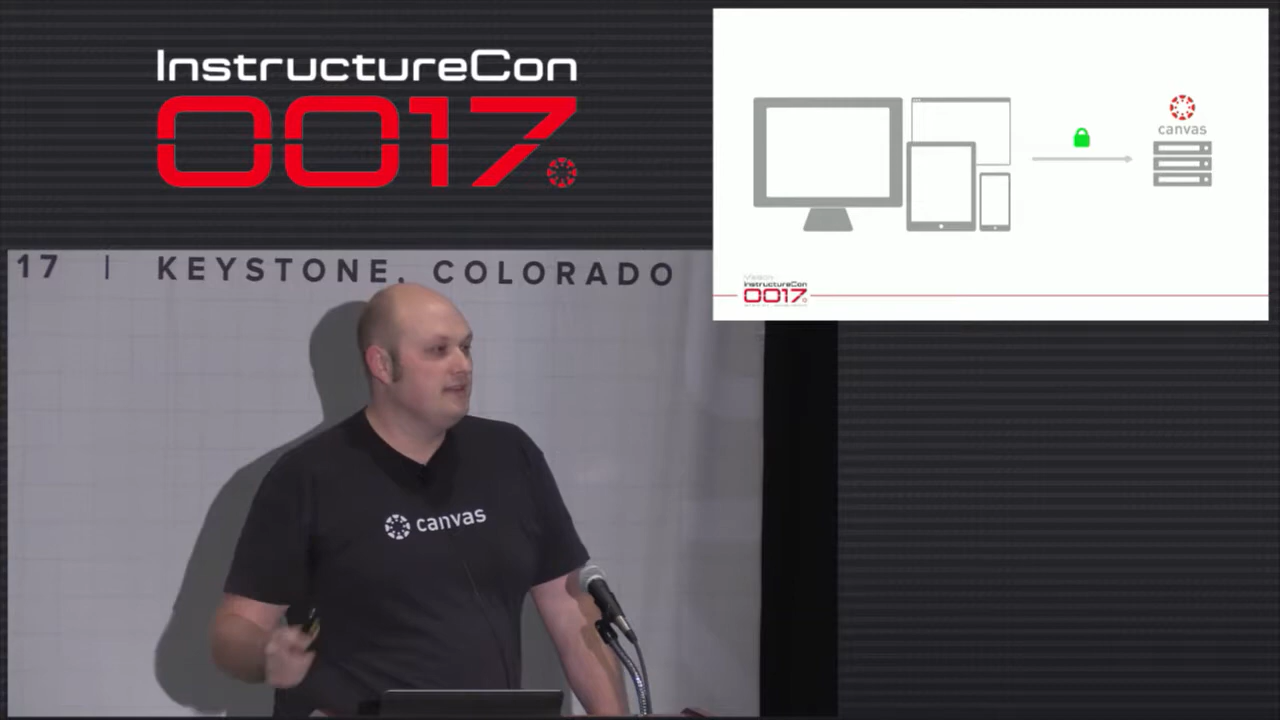 InstructureCon
0017
canvas
InstructureCon
0017
17 | KEYSTONE, COLORADO
canvas